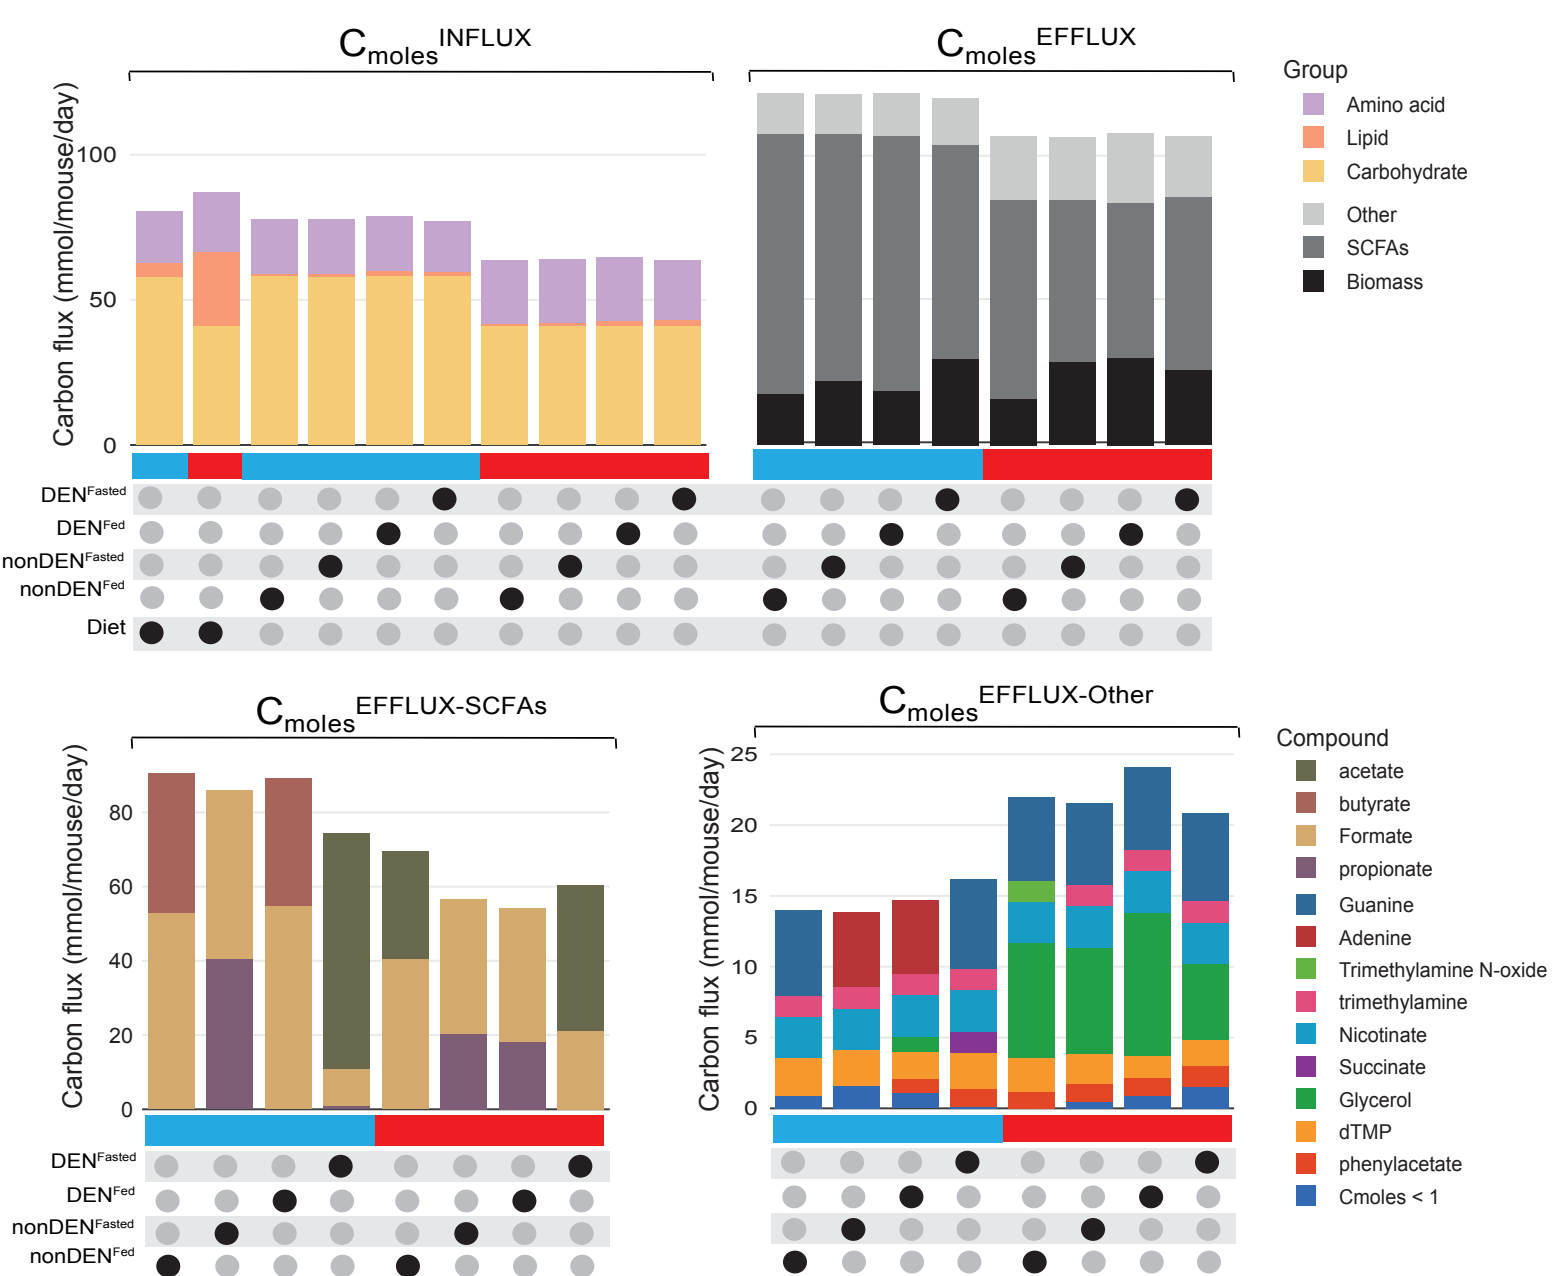 C moles INFLUX
C moles EFFLUX
Group
Amino acid
Lipid
Carbohydrate
Other
SCFAs
Biomass
Carbon flux (mmol/mouse/day)
100
50
0
DEN Fasted
DEN Fed
nonDEN Fasted
nonDEN Fed
Diet
C moles EFFLUX-SCFAs
C moles EFFLUX-Other
Carbon flux (mmol/mouse/day)
80
60
40
20
0
Carbon flux (mmol/mouse/day)
25
20
15
10
5
0
Compound
acetate
butyrate
Formate
propionate
Guanine
Adenine
Trimethylamine N-oxide
trimethylamine
Nicotinate
Succinate
Glycerol
dTMP
phenylacetate
Cmoles < 1
DEN Fasted
DEN Fed
nonDEN Fasted
nonDEN Fed